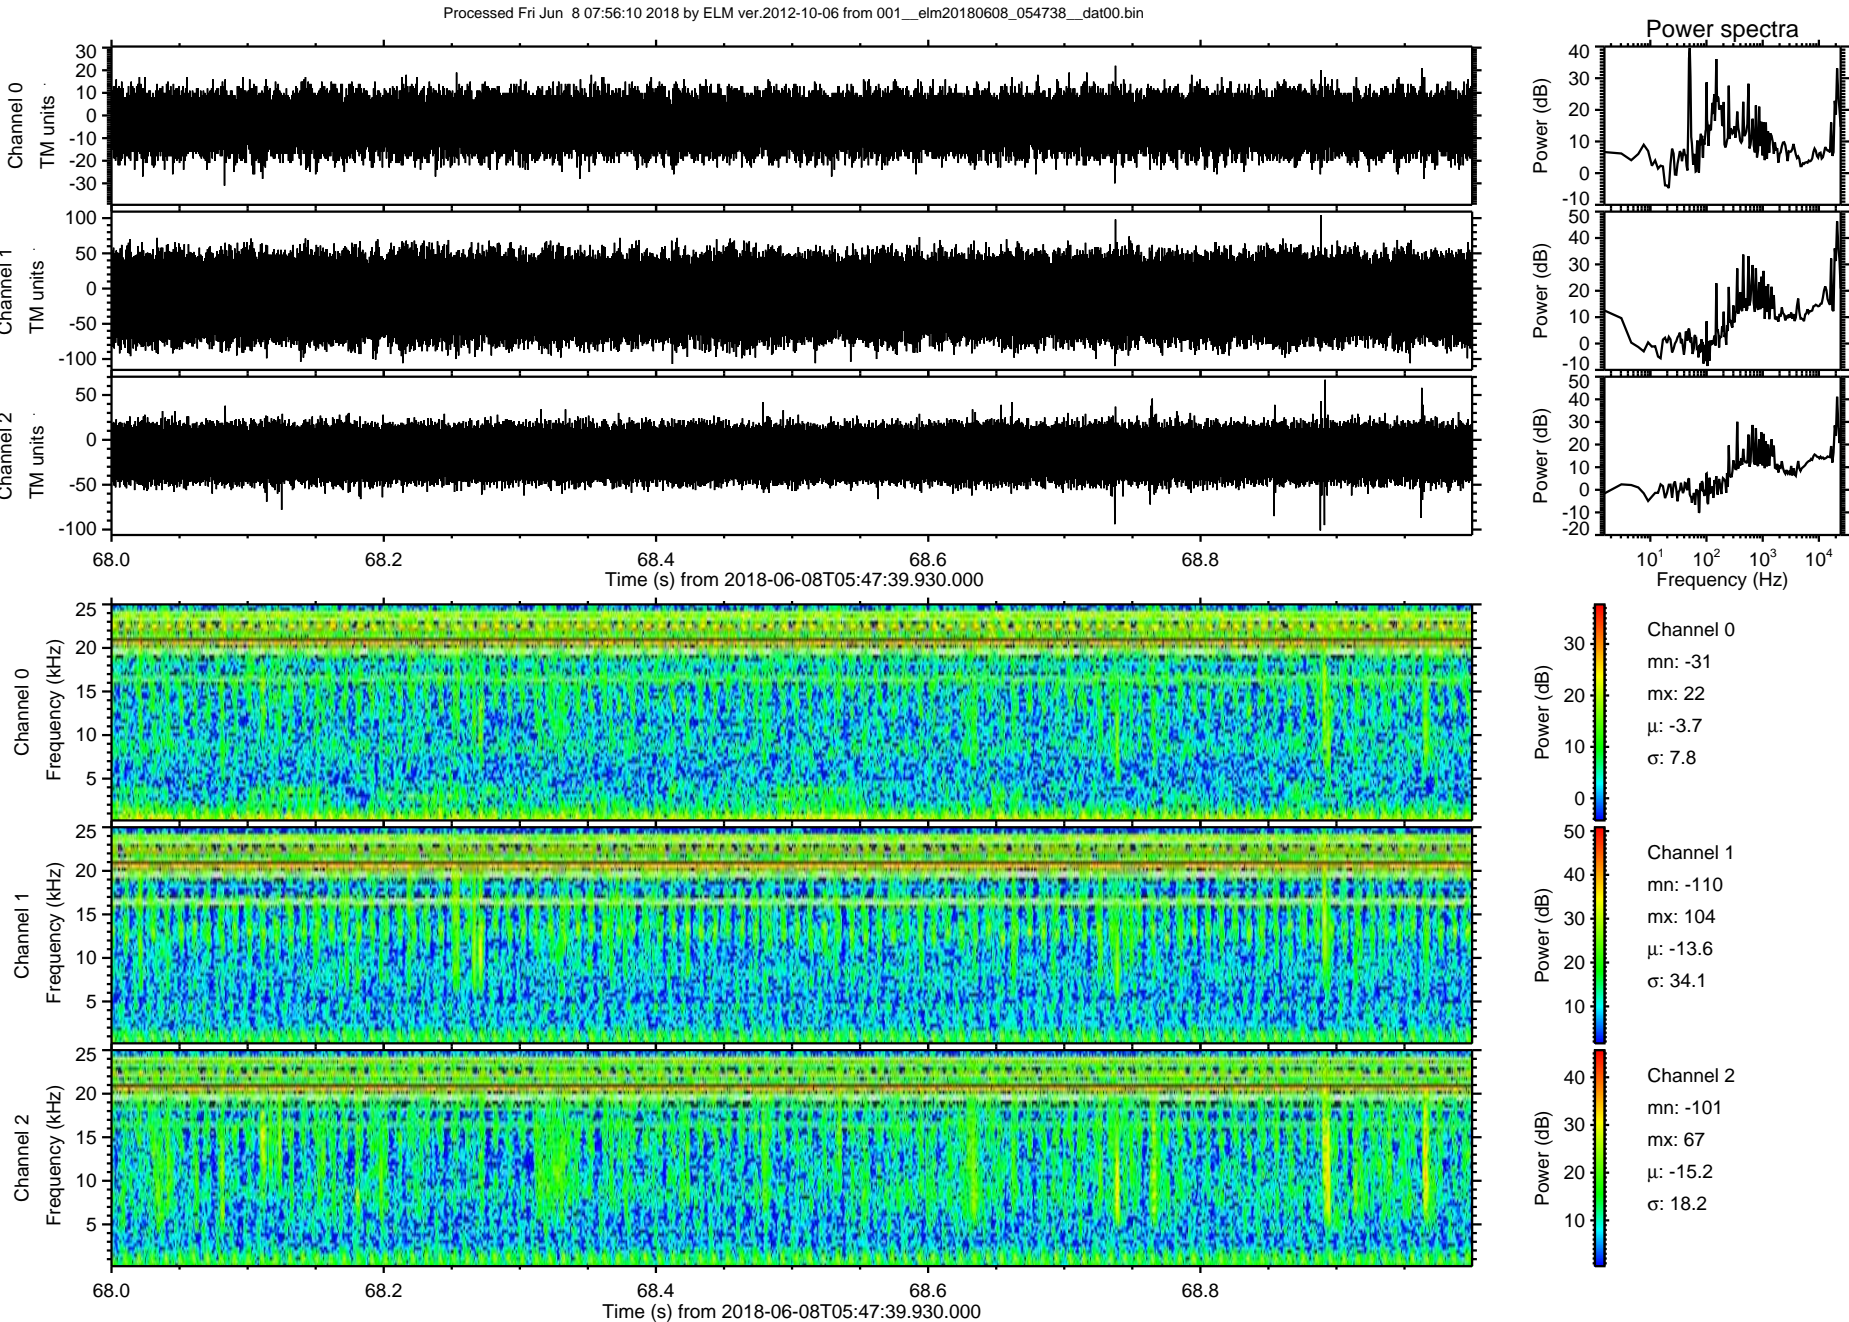 Processed Fri Jun  8 07:56:10 2018 by ELM ver.2012-10-06 from 001__elm20180608_054738__dat00.bin
Power spectra
Channel 0
TM units
30
20
10
0
-10
-20
-30
Power (dB)
40
30
20
10
0
-10
Channel 1
TM units
100
50
0
-50
-100
Power (dB)
50
40
30
20
10
0
-10
Channel 2
TM units
50
0
-50
-100
Power (dB)
50
40
30
20
10
0
-10
-20
68.0 68.2 68.4 68.6 68.8
Time (s) from 2018-06-08T05:47:39.930.000
10^1 10^2 10^3 10^4
Frequency (Hz)
Channel 0
Frequency (kHz)
25
20
15
10
5
Power (dB)
30
20
10
0
Channel 0
mn: -31
mx: 22
μ: -3.7
σ: 7.8
Channel 1
Frequency (kHz)
25
20
15
10
5
Power (dB)
50
40
30
20
10
Channel 1
mn: -110
mx: 104
μ: -13.6
σ: 34.1
Channel 2
Frequency (kHz)
25
20
15
10
5
Power (dB)
40
30
20
10
Channel 2
mn: -101
mx: 67
μ: -15.2
σ: 18.2
68.0 68.2 68.4 68.6 68.8
Time (s) from 2018-06-08T05:47:39.930.000